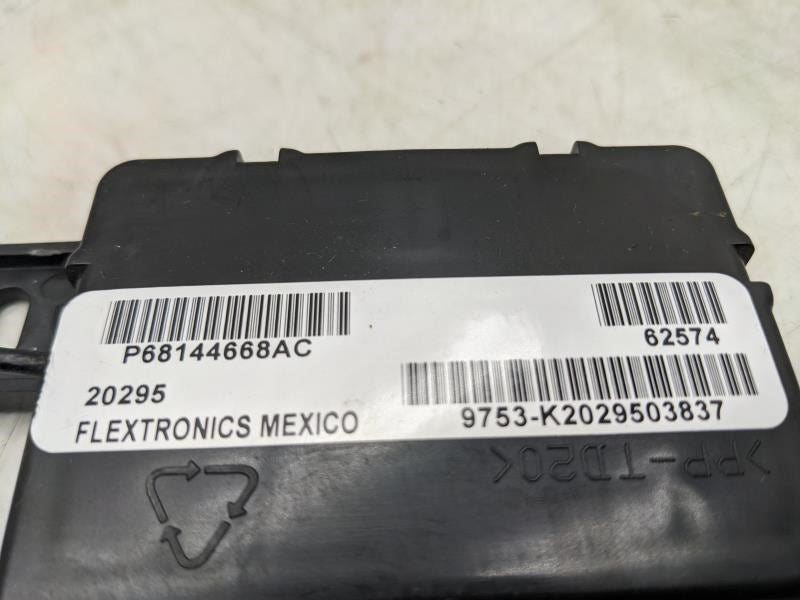 P68144668AC
62574
20295
FLEXTRONICS MEXICO
9753-K2029503837
>PP-TD20<